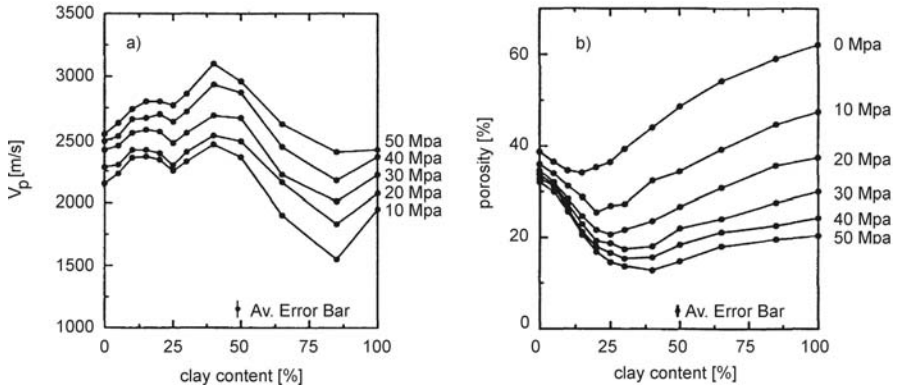 3500
3000
2500
2000
1500
1000
Vp [m/s]
a)
50 Mpa
40 Mpa
30 Mpa
20 Mpa
10 Mpa
Av. Error Bar
0 25 50 75 100
clay content [%]
60
40
20
0
porosity [%]
b)
0 Mpa
10 Mpa
20 Mpa
30 Mpa
40 Mpa
50 Mpa
Av. Error Bar
0 25 50 75 100
clay content [%]